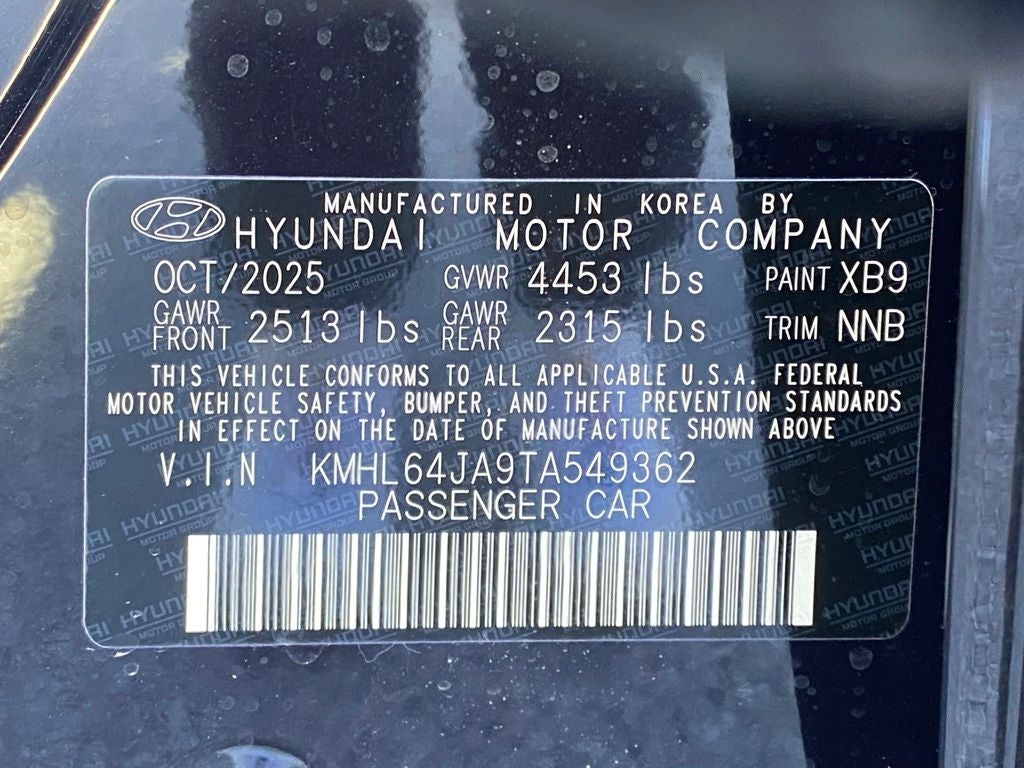 MANUFACTURED IN KOREA BY
HYUNDAI MOTOR COMPANY
OCT/2025 GVWR 4453 lbs PAINT XB9
GAWR FRONT 2513 lbs GAWR REAR 2315 lbs TRIM NNB
THIS VEHICLE CONFORMS TO ALL APPLICABLE U.S.A. FEDERAL
MOTOR VEHICLE SAFETY, BUMPER, AND THEFT PREVENTION STANDARDS
IN EFFECT ON THE DATE OF MANUFACTURE SHOWN ABOVE
V.I.N KMHL64JA9TA549362
PASSENGER CAR